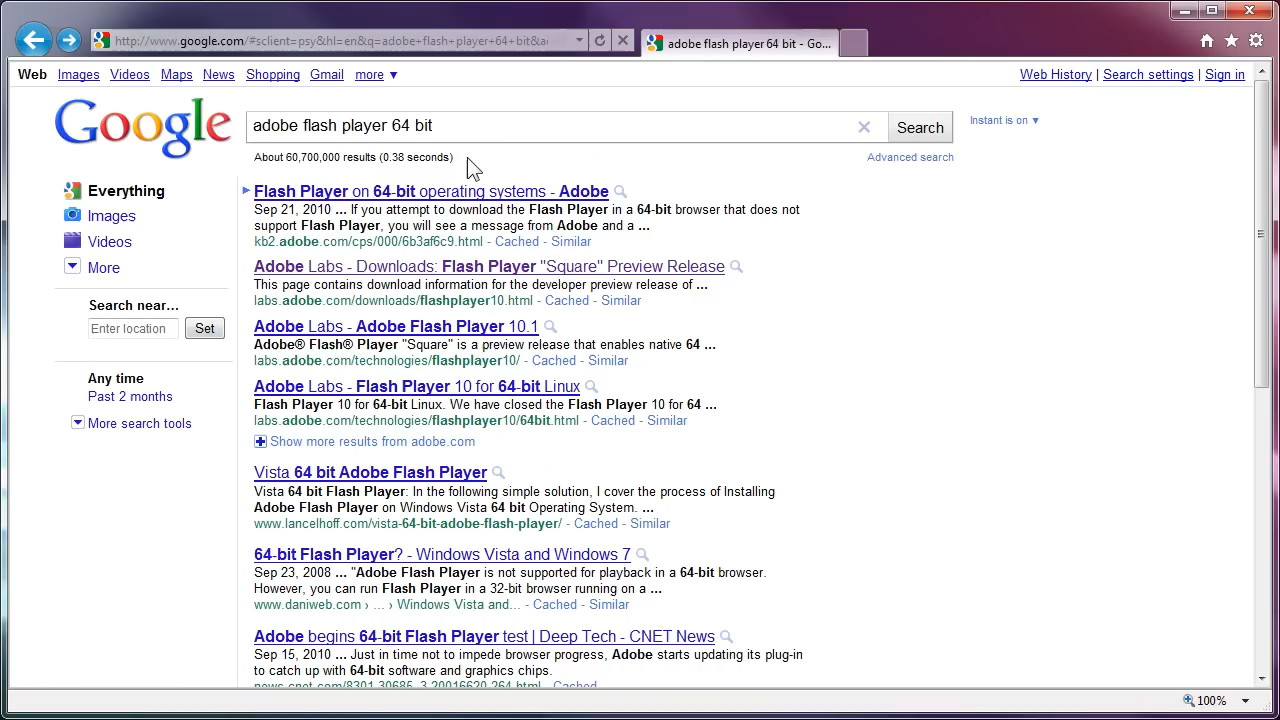 http://www.google.com/#sclient=psy&hl=en&q=adobe+flash+player+64+bit&a
adobe flash player 64 bit - Go...
Web Images Videos Maps News Shopping Gmail more ▼
Web History | Search settings | Sign in
Google
adobe flash player 64 bit
Search
Instant is on ▼
About 60,700,000 results (0.38 seconds)
Advanced search
Everything
Images
Videos
More
Search near...
Enter location
Set
Any time
Past 2 months
More search tools
Flash Player on 64-bit operating systems - Adobe
Sep 21, 2010 ... If you attempt to download the Flash Player in a 64-bit browser that does not
support Flash Player, you will see a message from Adobe and a ...
kb2.adobe.com/cps/000/6b3af6c9.html - Cached - Similar
Adobe Labs - Downloads: Flash Player "Square" Preview Release
This page contains download information for the developer preview release of ...
labs.adobe.com/downloads/flashplayer10.html - Cached - Similar
Adobe Labs - Adobe Flash Player 10.1
Adobe® Flash® Player "Square" is a preview release that enables native 64 ...
labs.adobe.com/technologies/flashplayer10/ - Cached - Similar
Adobe Labs - Flash Player 10 for 64-bit Linux
Flash Player 10 for 64-bit Linux. We have closed the Flash Player 10 for 64 ...
labs.adobe.com/technologies/flashplayer10/64bit.html - Cached - Similar
Show more results from adobe.com
Vista 64 bit Adobe Flash Player
Vista 64 bit Flash Player: In the following simple solution, I cover the process of Installing
Adobe Flash Player on Windows Vista 64 bit Operating System. ...
www.lancelhoff.com/vista-64-bit-adobe-flash-player/ - Cached - Similar
64-bit Flash Player? - Windows Vista and Windows 7
Sep 23, 2008 ... "Adobe Flash Player is not supported for playback in a 64-bit browser.
However, you can run Flash Player in a 32-bit browser running on a ...
www.daniweb.com › ... › Windows Vista and... - Cached - Similar
Adobe begins 64-bit Flash Player test | Deep Tech - CNET News
Sep 15, 2010 ... Just in time not to impede browser progress, Adobe starts updating its plug-in
to catch up with 64-bit software and graphics chips.
news.cnet.com/8301-30685_3-20016620-264.html - Cached
100%